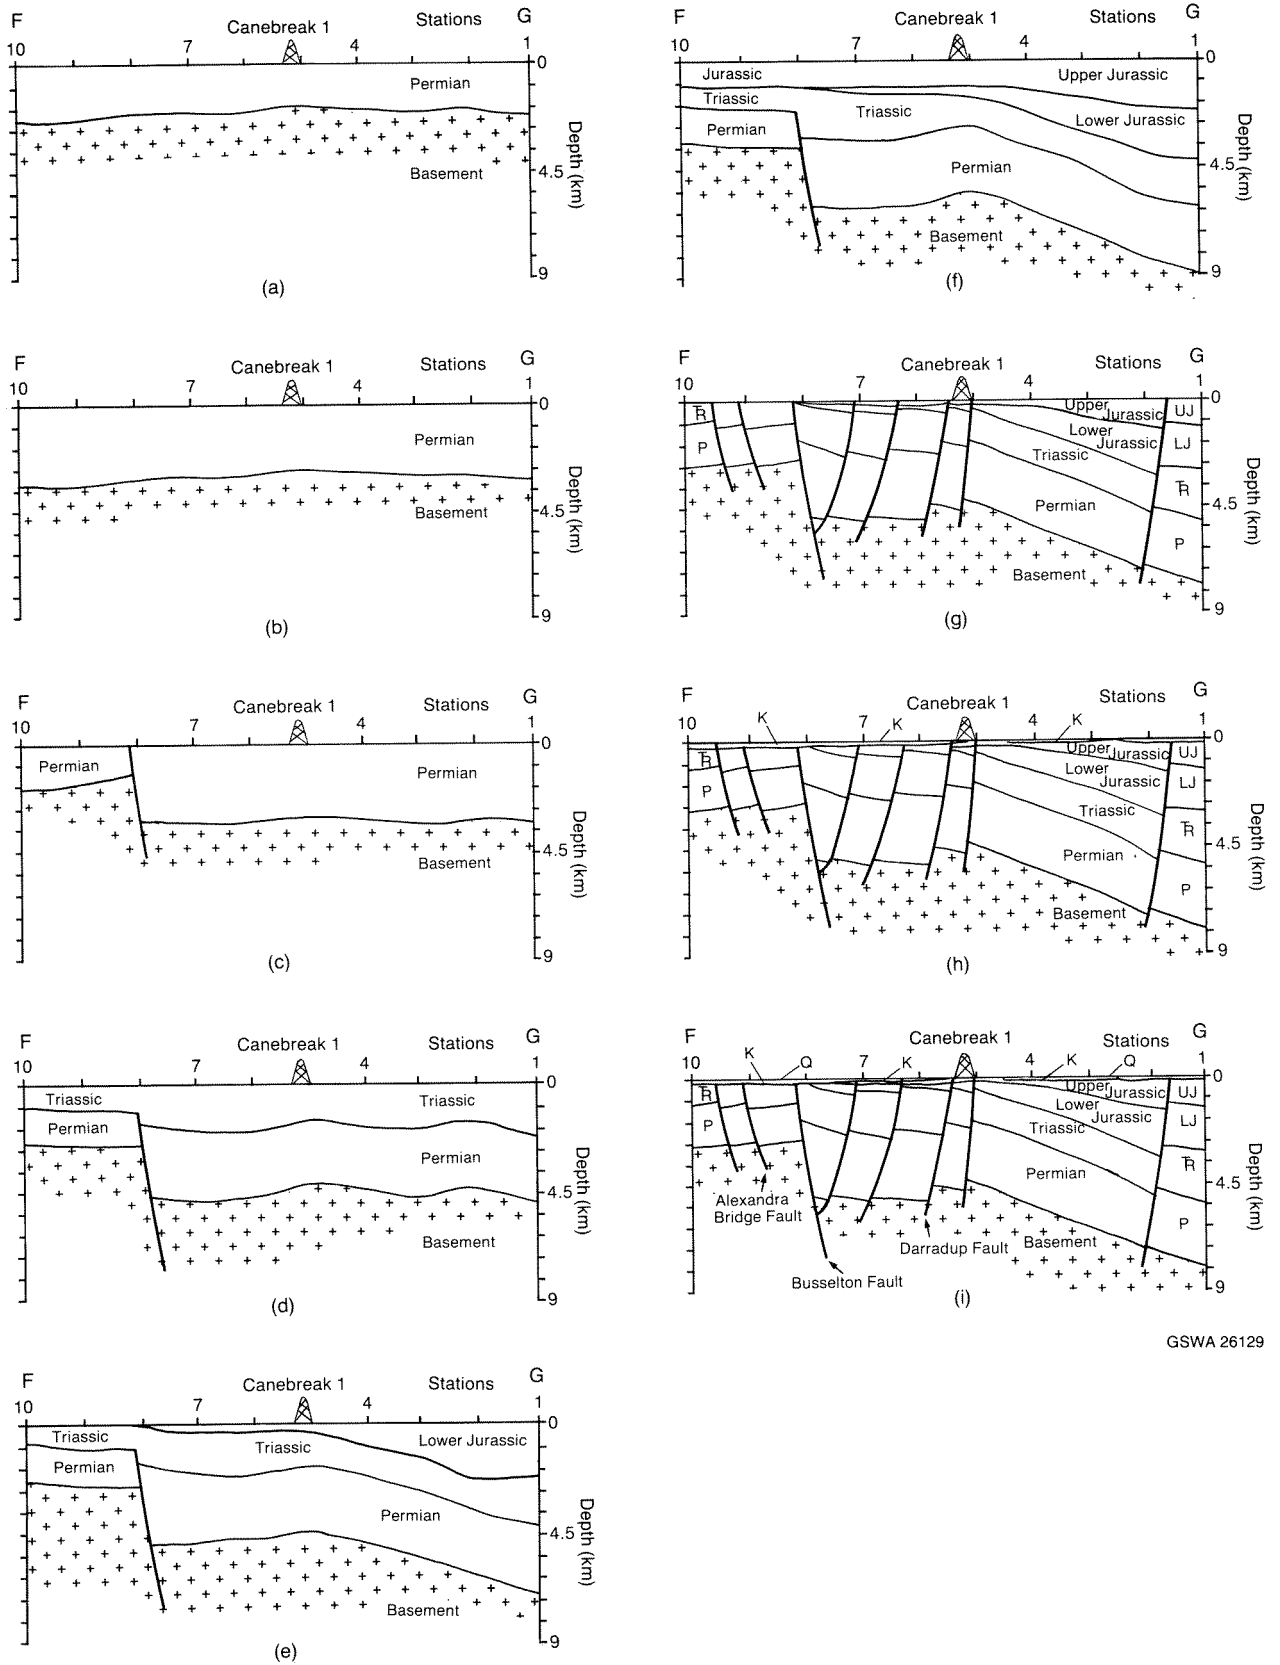 F Canebreak 1 Stations G
10 7 4 1
0
Permian
Basement
4.5
Depth (km)
9
(a)
F Canebreak 1 Stations G
10 7 4 1
0
Permian
Basement
4.5
Depth (km)
9
(b)
F Canebreak 1 Stations G
10 7 4 1
0
Permian Permian
Basement
4.5
Depth (km)
9
(c)
F Canebreak 1 Stations G
10 7 4 1
0
Triassic Triassic
Permian Permian
Basement
4.5
Depth (km)
9
(d)
F Canebreak 1 Stations G
10 7 4 1
0
Triassic Triassic Lower Jurassic
Permian Permian
Basement
4.5
Depth (km)
9
(e)
F Canebreak 1 Stations G
10 7 4 1
0
Jurassic Upper Jurassic
Triassic Triassic Lower Jurassic
Permian Permian
Basement
4.5
Depth (km)
9
(f)
F Canebreak 1 Stations G
10 7 4 1
0
TR Upper Jurassic UJ
P Lower Jurassic LJ
Triassic TR
Permian P
Basement
4.5
Depth (km)
9
(g)
F Canebreak 1 Stations G
10 K 7 K 4 K 1
0
TR Upper Jurassic UJ
P Lower Jurassic LJ
Triassic TR
Permian P
Basement
4.5
Depth (km)
9
(h)
F Canebreak 1 Stations G
10 K Q 7 K 4 K Q 1
0
TR Upper Jurassic UJ
P Lower Jurassic LJ
Triassic TR
Permian P
Basement
Alexandra
Bridge Fault
Darradup Fault
Busselton Fault
4.5
Depth (km)
9
(i)
GSWA 26129